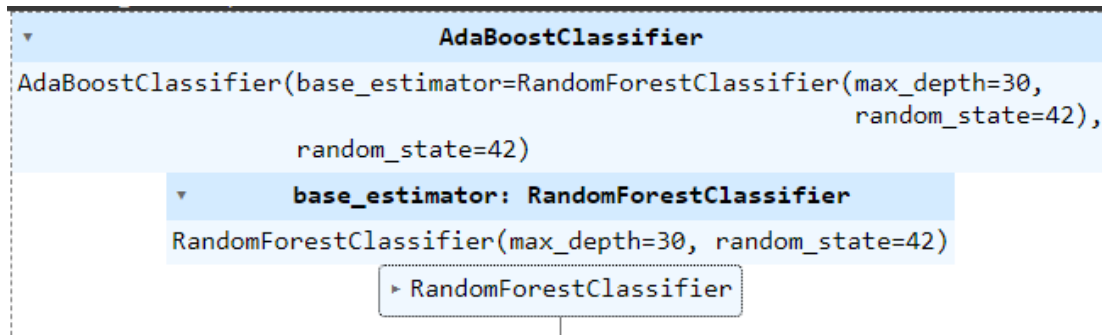 AdaBoostClassifier
AdaBoostClassifier(base_estimator=RandomForestClassifier(max_depth=30,
random_state=42),
random_state=42)
base_estimator: RandomForestClassifier
RandomForestClassifier(max_depth=30, random_state=42)
RandomForestClassifier